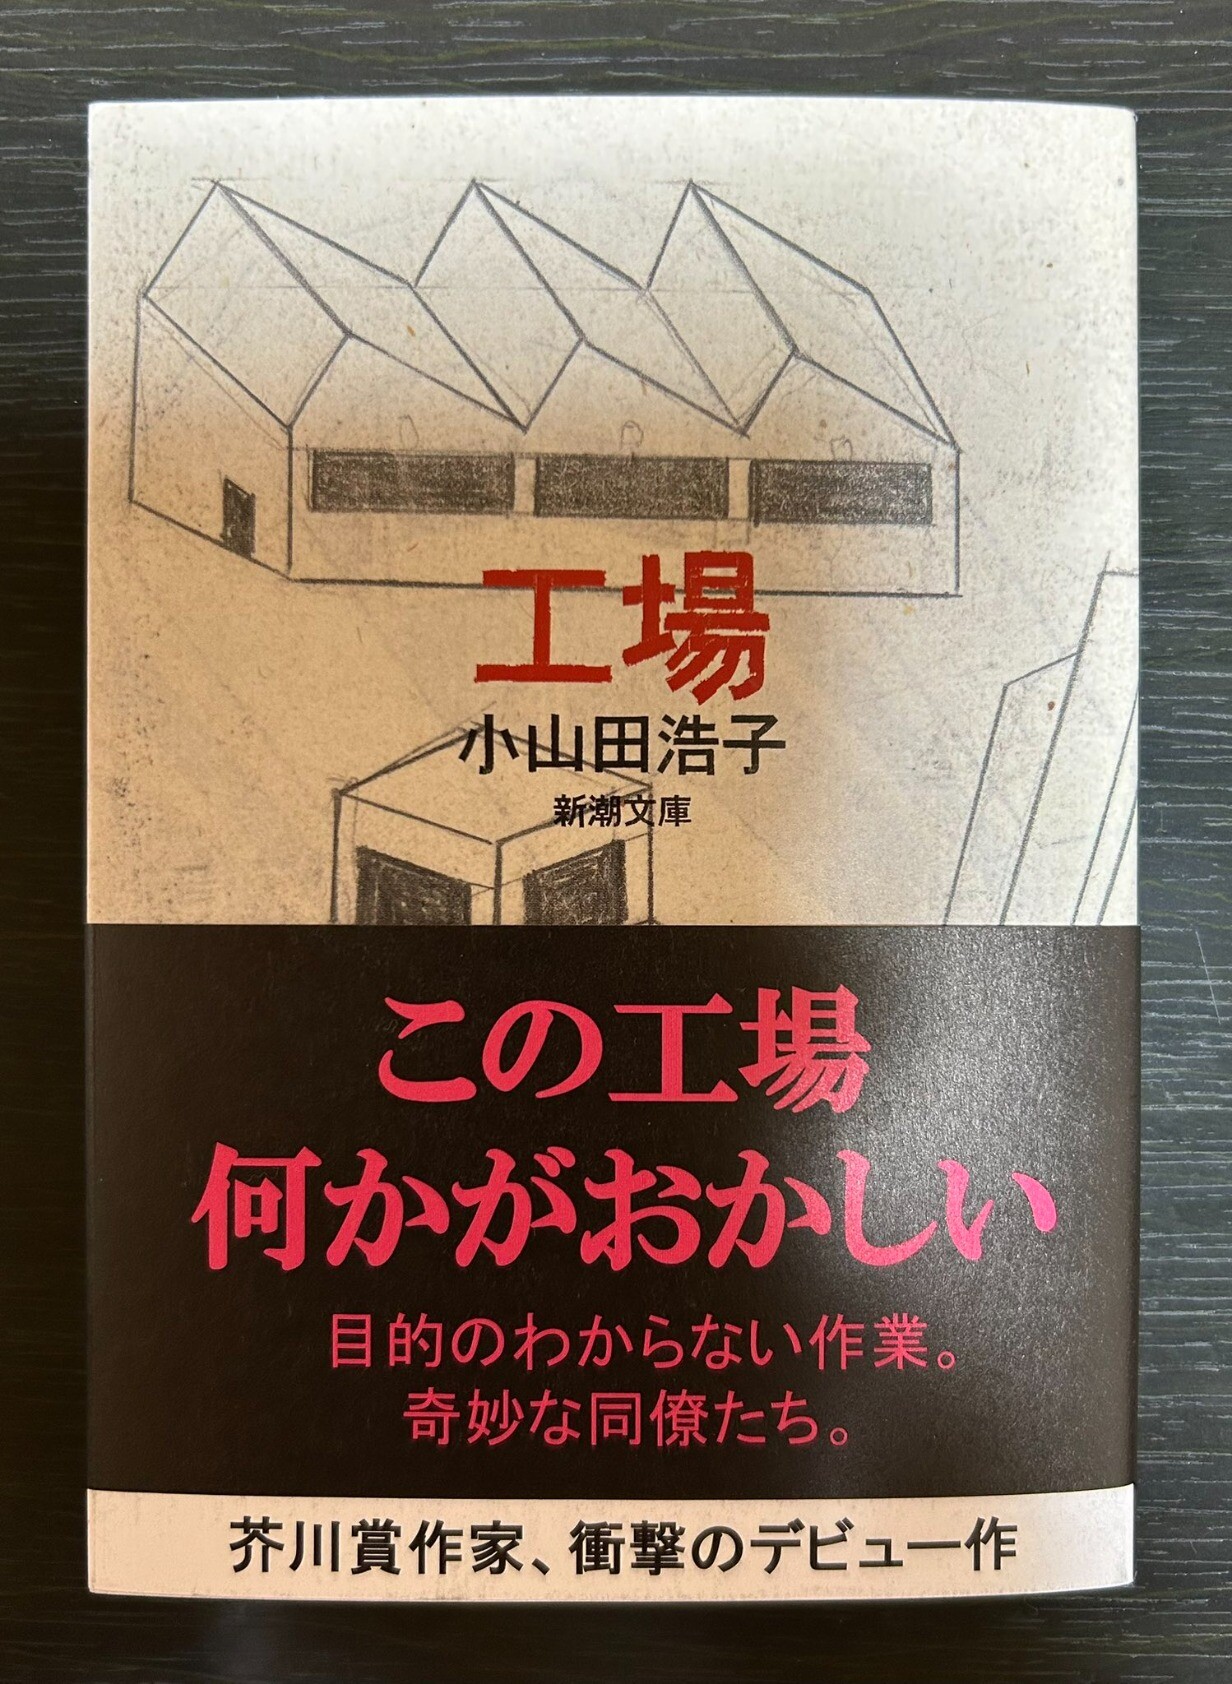 工場
小山田浩子
新潮文庫
この工場
何かがおかしい
目的のわからない作業。
奇妙な同僚たち。
芥川賞作家、衝撃のデビュー作